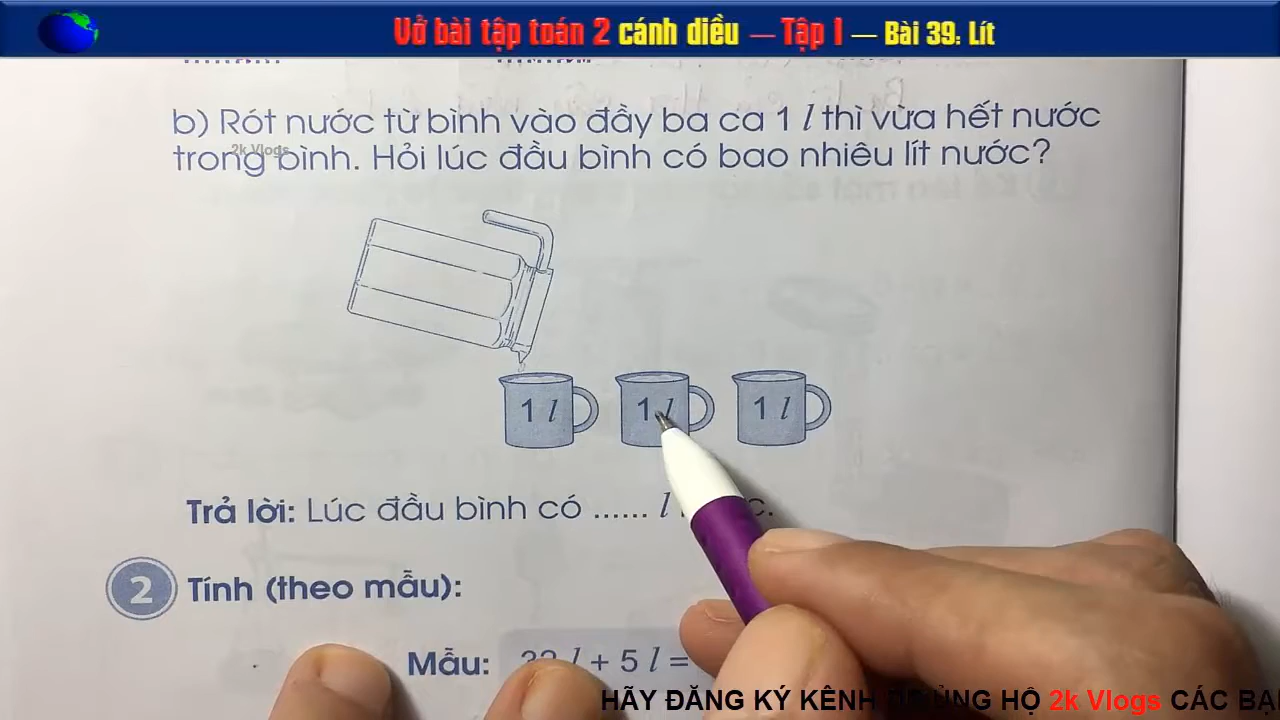 Vở bài tập toán 2 cánh diều – Tập 1 – Bài 39: Lít
b) Rót nước từ bình vào đầy ba ca 1 l thì vừa hết nước
trong bình. Hỏi lúc đầu bình có bao nhiêu lít nước?
2k Vlogs
1 l 1 l 1 l
Trả lời: Lúc đầu bình có ...... l
2 Tính (theo mẫu):
Mẫu: 32 l + 5 l =
HÃY ĐĂNG KÝ KÊNH ỦNG HỘ 2k Vlogs CÁC BẠ